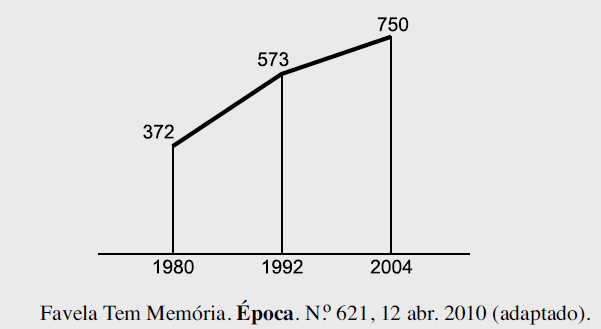 750
573
372
1980 1992 2004
Favela Tem Memória. Época. N.º 621, 12 abr. 2010 (adaptado).